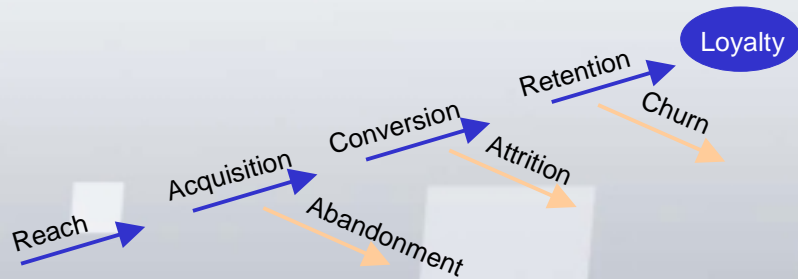 Loyalty
Retention
Churn
Conversion
Attrition
Acquisition
Abandonment
Reach